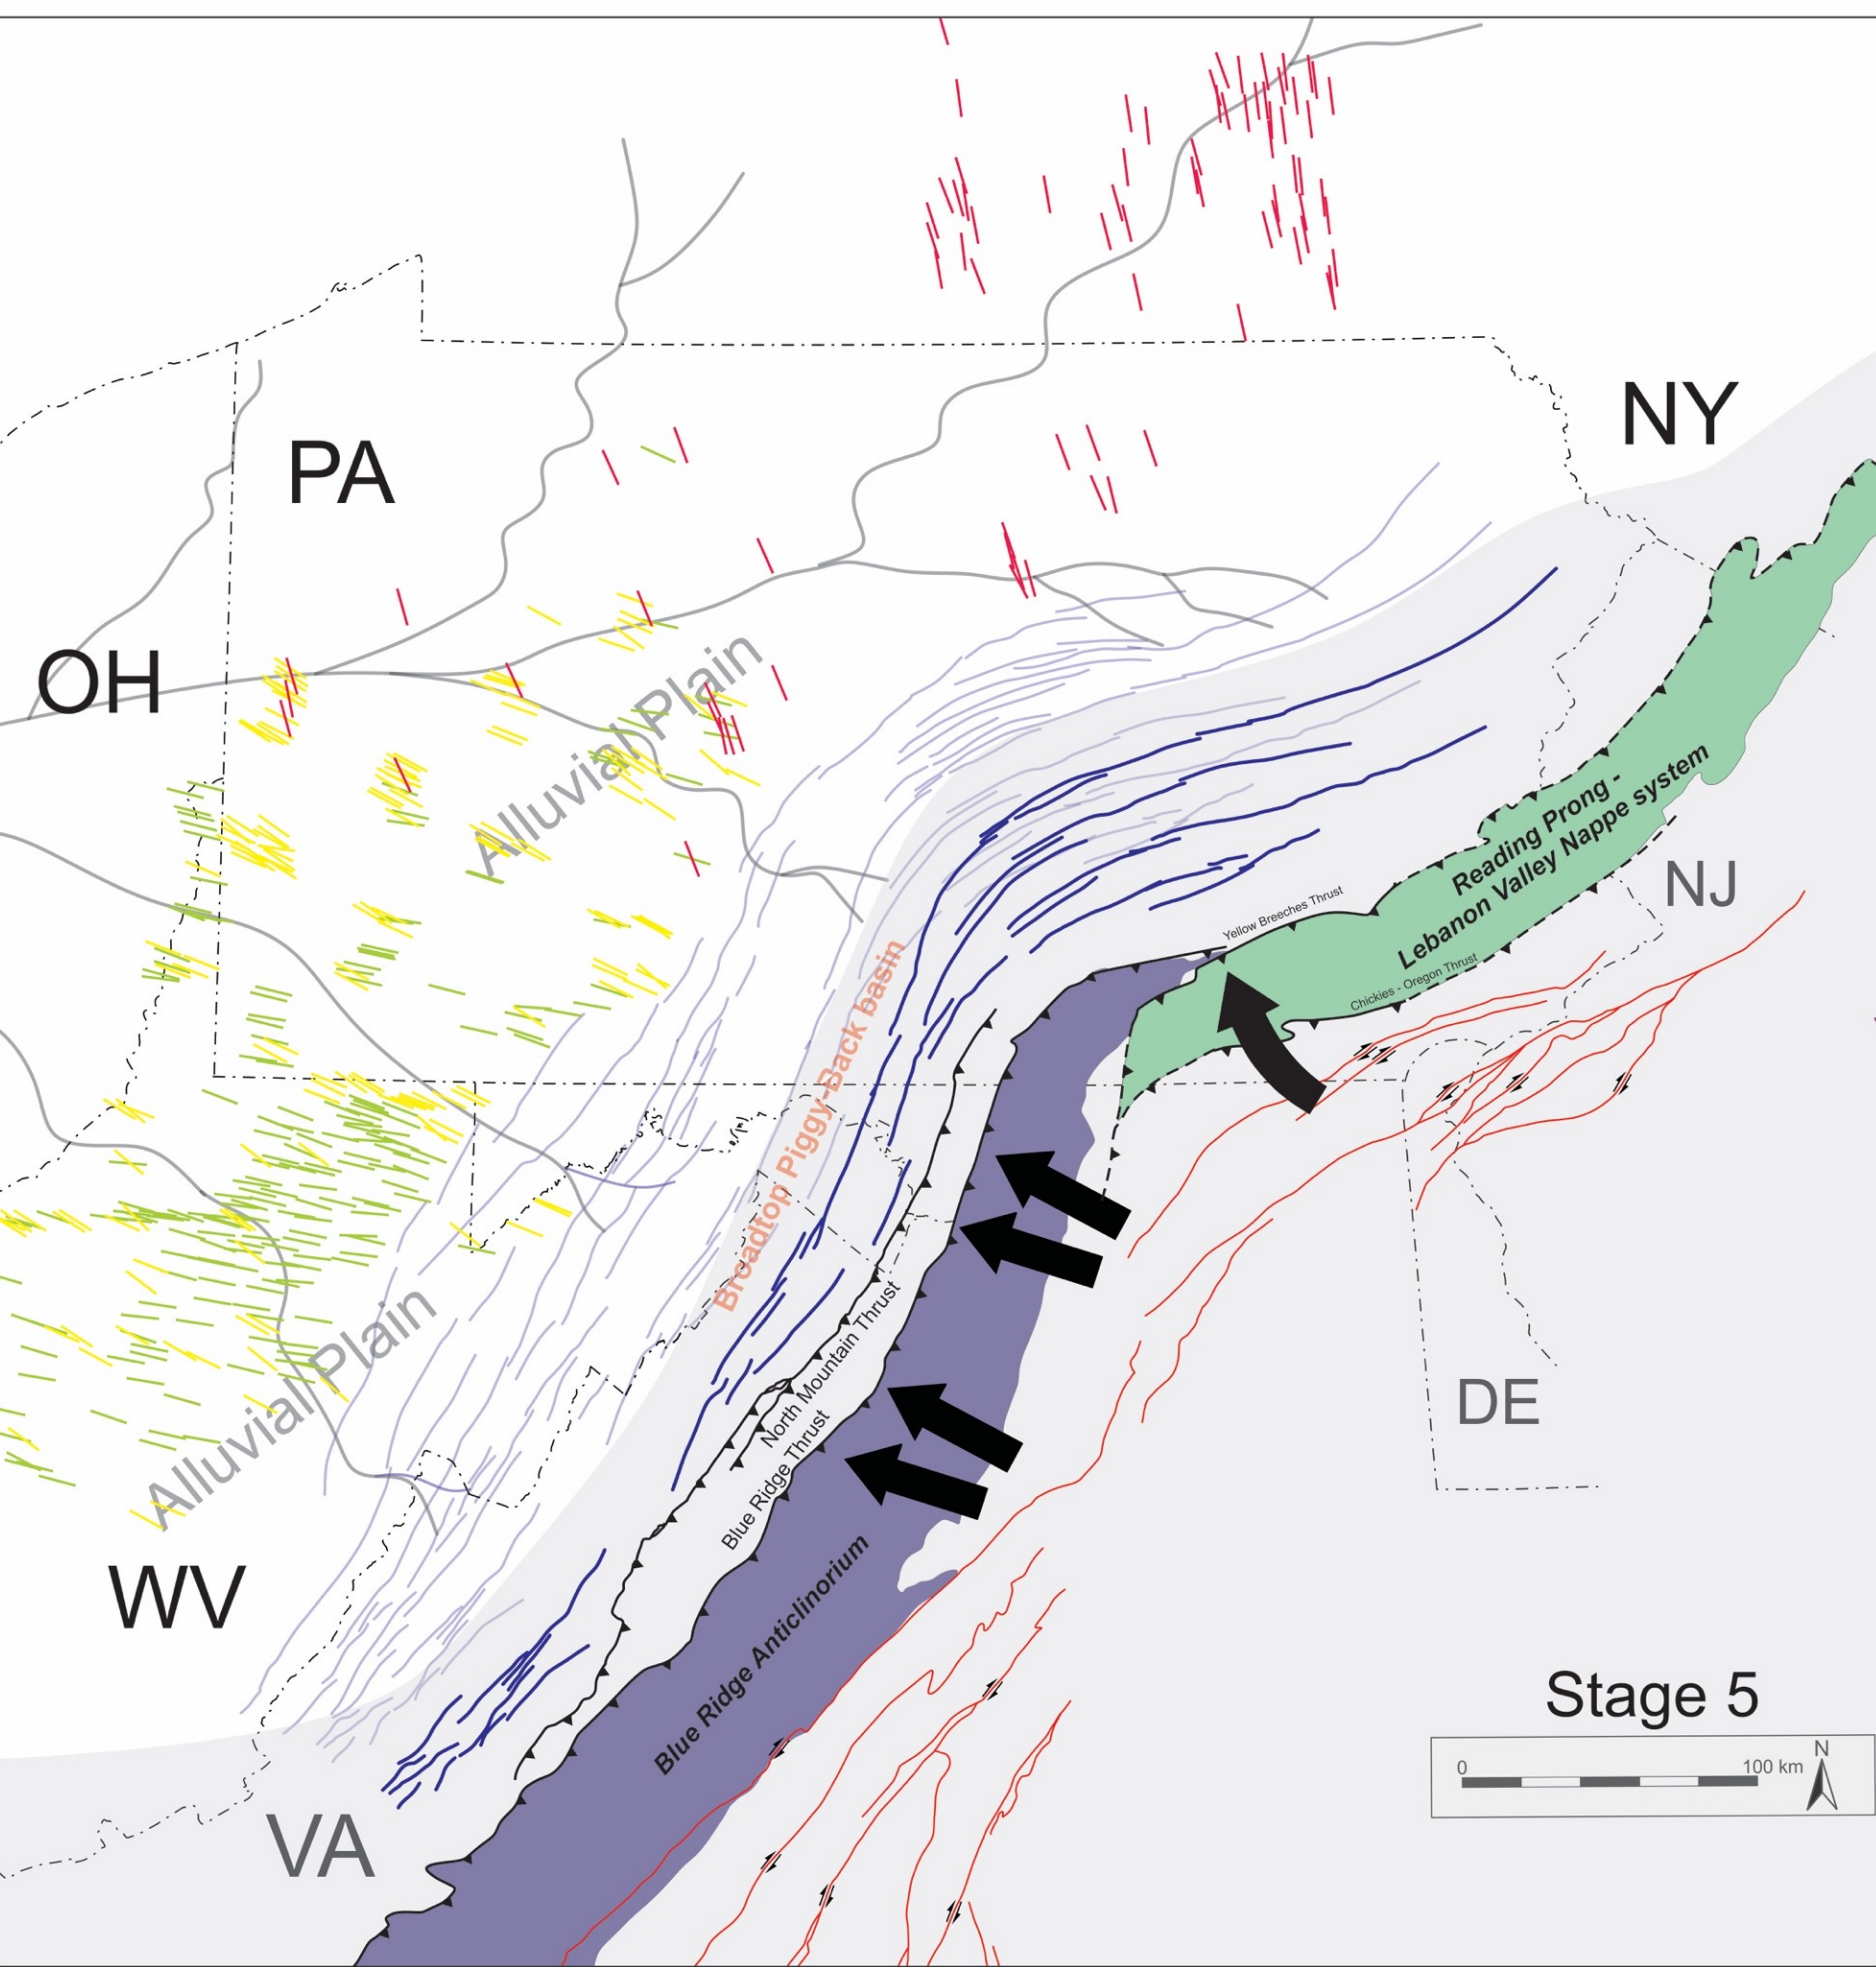 NY
PA
OH
Alluvial Plain
Reading Prong -
Lebanon Valley Nappe system
NJ
Yellow Breeches Thrust
Chickies - Oregon Thrust
Broadtop Piggy-Back basin
North Mountain Thrust
Blue Ridge Thrust
Alluvial Plain
DE
WV
Blue Ridge Anticlinorium
VA
Stage 5
0 100 km N